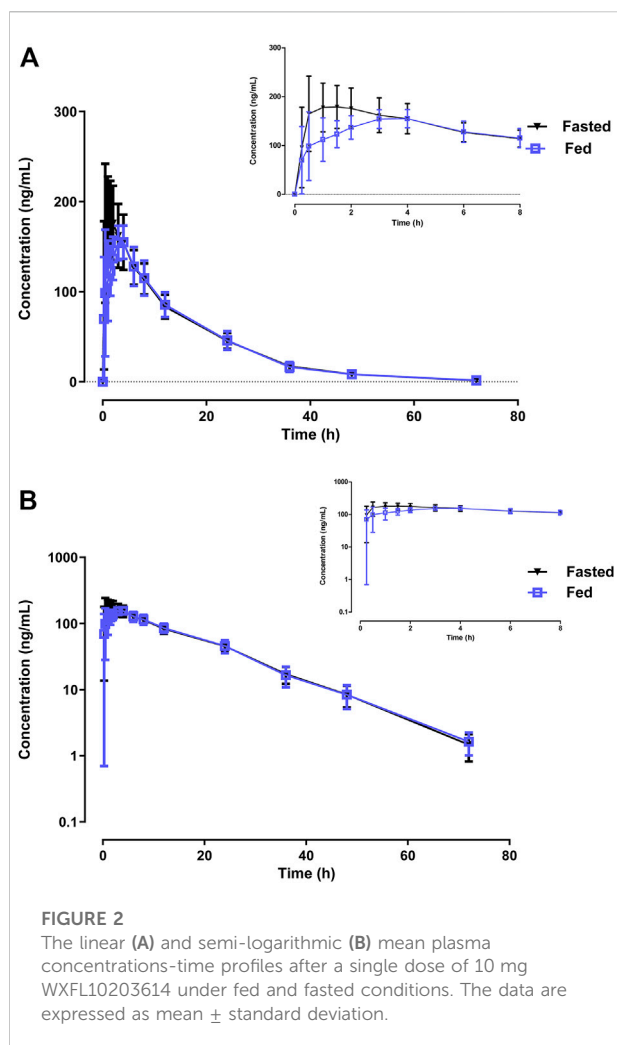 A
300
200
100
0
Concentration (ng/mL)
0 20 40 60 80
Time (h)
300
200
100
0
Concentration (ng/mL)
0 2 4 6 8
Time (h)
Fasted
Fed
B
1000
100
10
1
0.1
Concentration (ng/mL)
0 20 40 60 80
Time (h)
1000
100
10
1
0.1
Concentration (ng/mL)
0 2 4 6 8
Time (h)
Fasted
Fed
FIGURE 2
The linear (A) and semi-logarithmic (B) mean plasma
concentrations-time profiles after a single dose of 10 mg
WXFL10203614 under fed and fasted conditions. The data are
expressed as mean ± standard deviation.